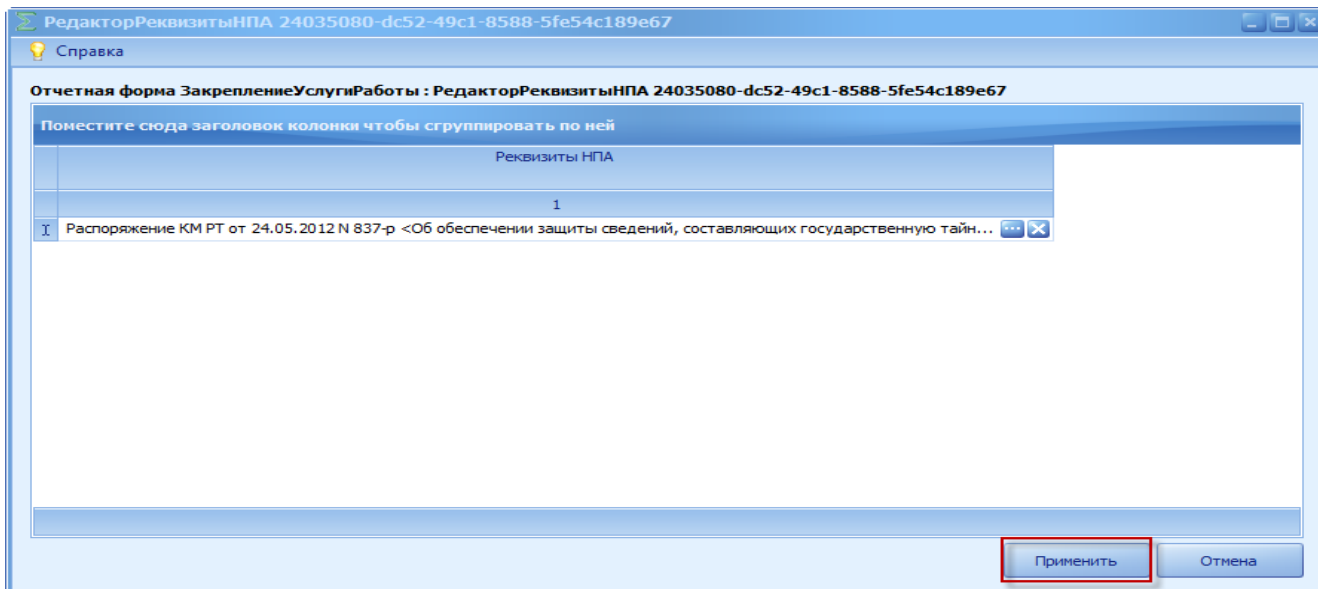 РедакторРеквизитыНПА 24035080-dc52-49c1-8588-5fe54c189e67
Справка
Отчетная форма ЗакреплениеУслугиРаботы : РедакторРеквизитыНПА 24035080-dc52-49c1-8588-5fe54c189e67
Поместите сюда заголовок колонки чтобы сгруппировать по ней
Реквизиты НПА
1
Распоряжение КМ РТ от 24.05.2012 N 837-р <Об обеспечении защиты сведений, составляющих государственную тайн...
Применить Отмена